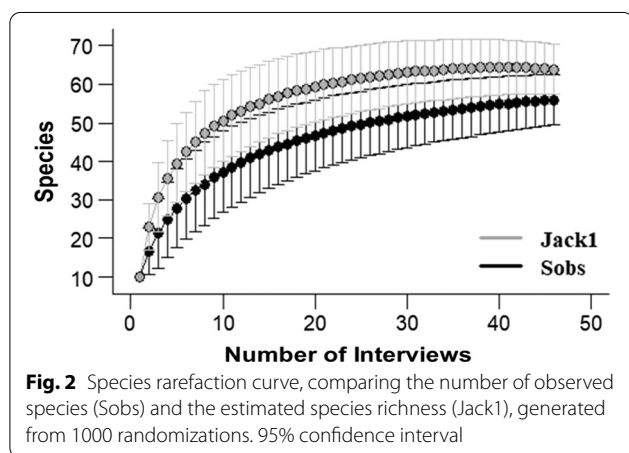 70
60
50
40
30
20
10
Species
Jack1
Sobs
0 10 20 30 40 50
Number of Interviews
Fig. 2 Species rarefaction curve, comparing the number of observed
species (Sobs) and the estimated species richness (Jack1), generated
from 1000 randomizations. 95% confidence interval